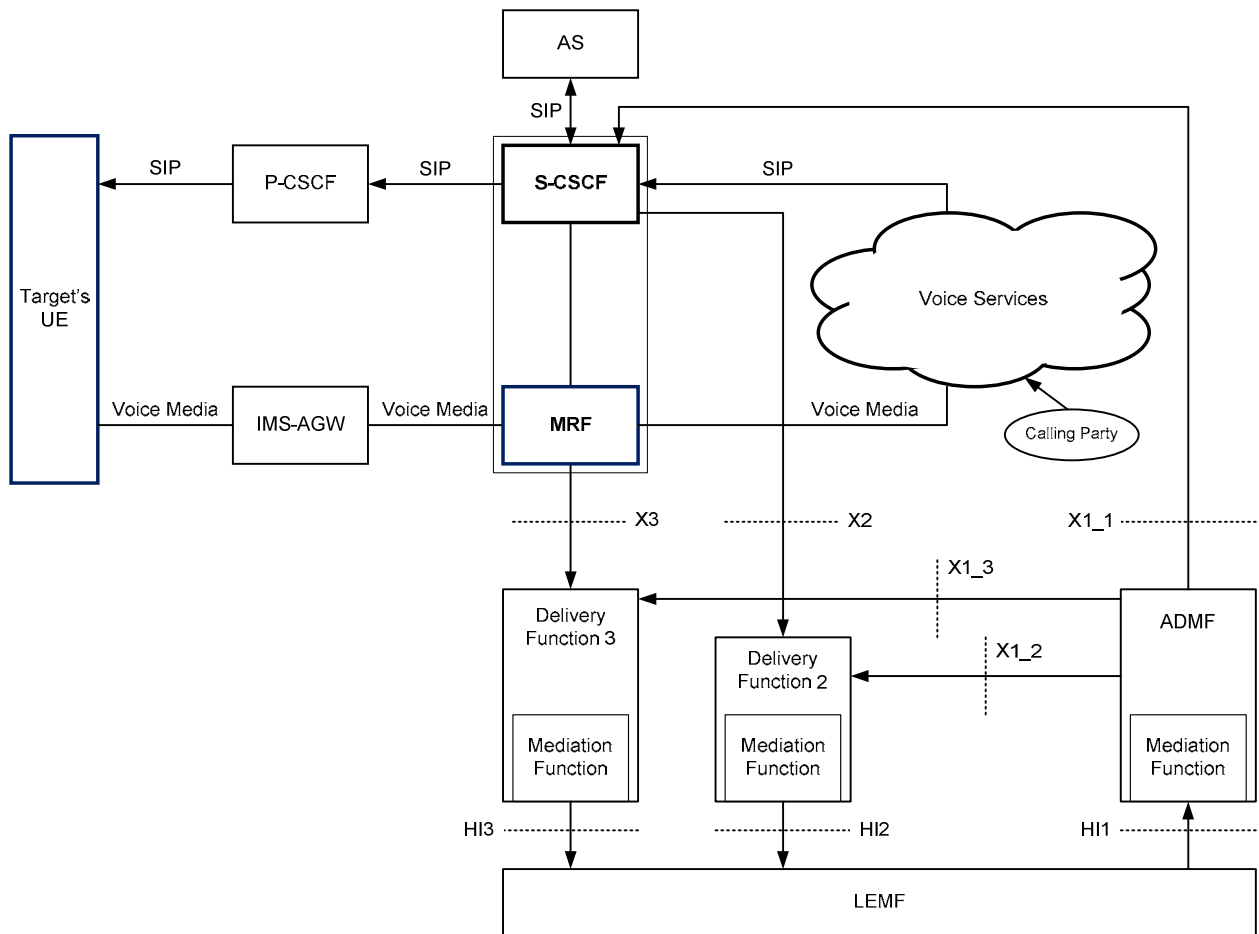 AS
SIP
SIP
P-CSCF
SIP
S-CSCF
SIP
Target's
UE
Voice Services
Voice Media
IMS-AGW
Voice Media
MRF
Voice Media
Calling Party
X3
X2
X1_1
X1_3
Delivery
Function 3
ADMF
X1_2
Delivery
Function 2
Mediation
Function
Mediation
Function
Mediation
Function
HI3
HI2
HI1
LEMF